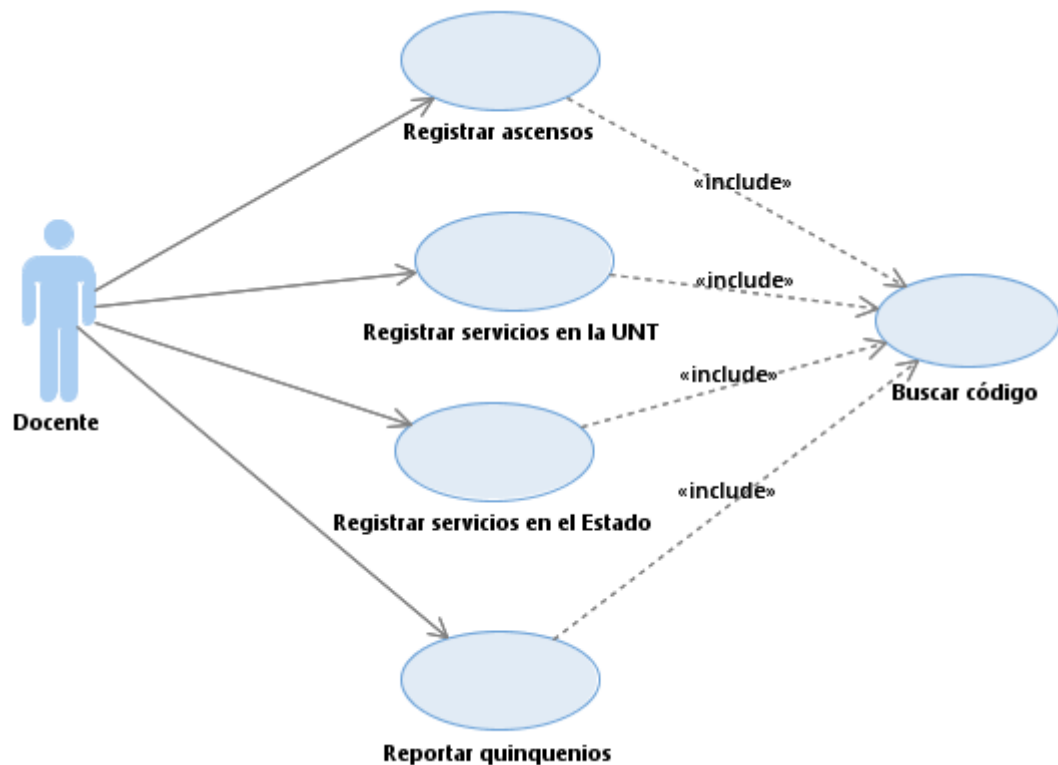 Registrar ascensos
«include»
Registrar servicios en la UNT
«include»
Docente
Buscar código
«include»
Registrar servicios en el Estado
«include»
Reportar quinquenios